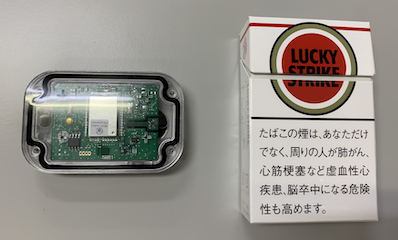 LUCKY
STRIKE
たばこの煙は、あなただけ
でなく、周りの人が肺がん、
心筋梗塞など虚血性心
疾患、脳卒中になる危険
性も高めます。